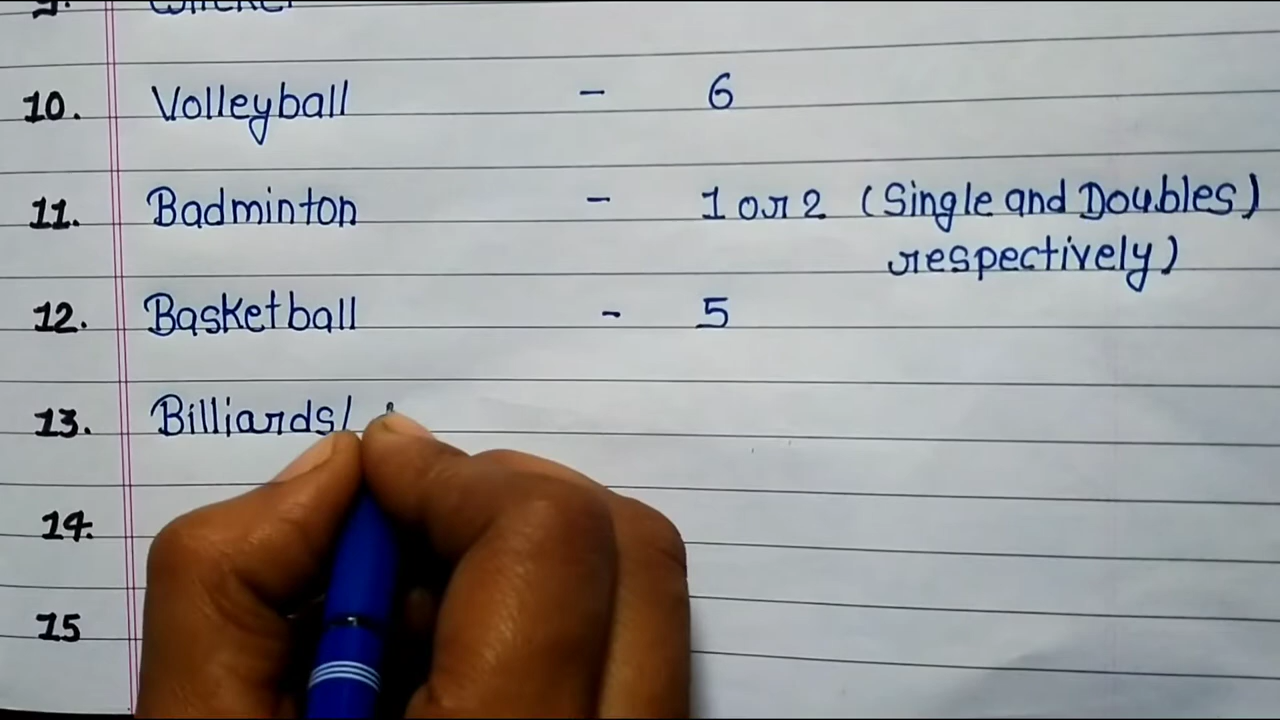 10. Volleyball - 6
11. Badminton - 1 or 2 (Single and Doubles)
respectively)
12. Basketball - 5
13. Billiards/
14.
15